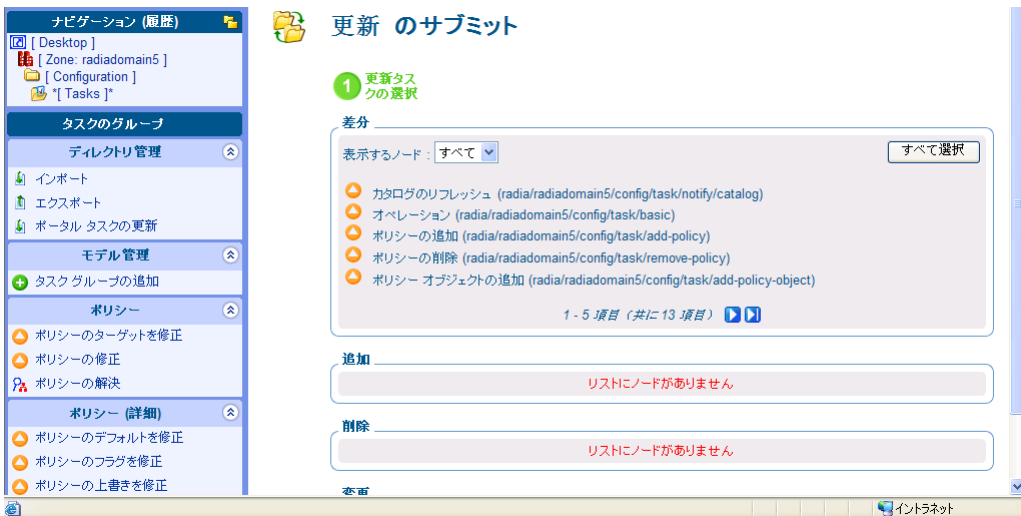 ナビゲーション (履歴)
[ Desktop ]
[ Zone: radiadomain5 ]
[ Configuration ]
*[ Tasks ]*
タスクのグループ
ディレクトリ管理
インポート
エクスポート
ポータル タスクの更新
モデル管理
タスク グループの追加
ポリシー
ポリシーのターゲットを修正
ポリシーの修正
ポリシーの解決
ポリシー (詳細)
ポリシーのデフォルトを修正
ポリシーのフラグを修正
ポリシーの上書きを修正
更新 のサブミット
1 更新タス
クの選択
差分
表示するノード : すべて
すべて選択
カタログのリフレッシュ (radia/radiadomain5/config/task/notify/catalog)
オペレーション (radia/radiadomain5/config/task/basic)
ポリシーの追加 (radia/radiadomain5/config/task/add-policy)
ポリシーの削除 (radia/radiadomain5/config/task/remove-policy)
ポリシー オブジェクトの追加 (radia/radiadomain5/config/task/add-policy-object)
1 - 5 項目 (共に 13 項目)
追加
リストにノードがありません
削除
リストにノードがありません
変更
イントラネット